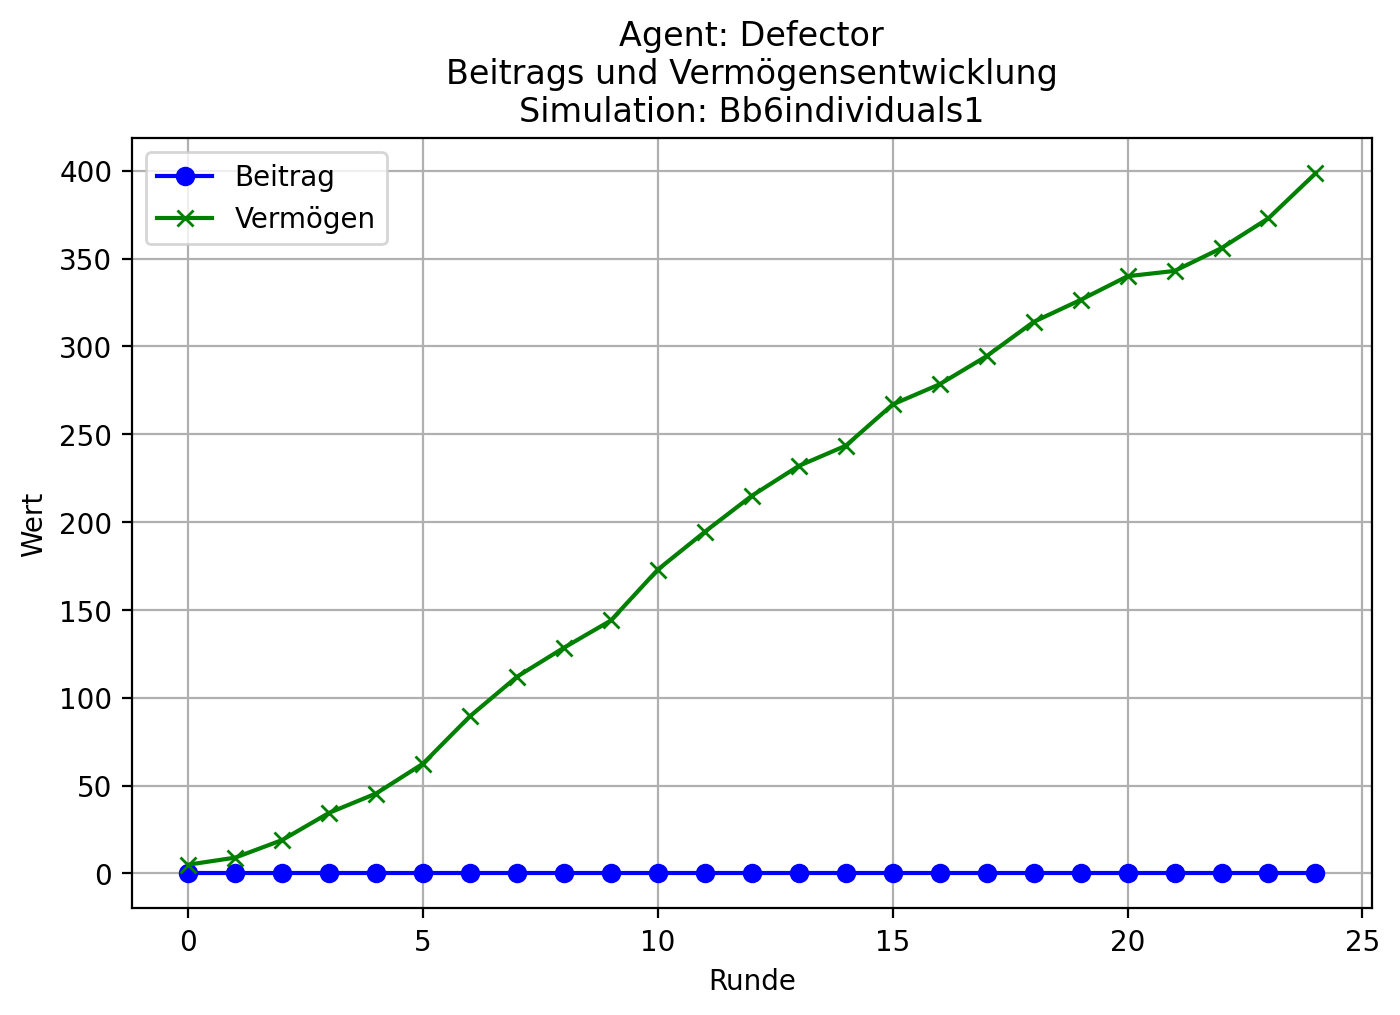 Agent: Defector
Beitrags und Vermögensentwicklung
Simulation: Bb6individuals1
Beitrag
Vermögen
400
350
300
250
200
150
100
50
0
Wert
0 5 10 15 20 25
Runde